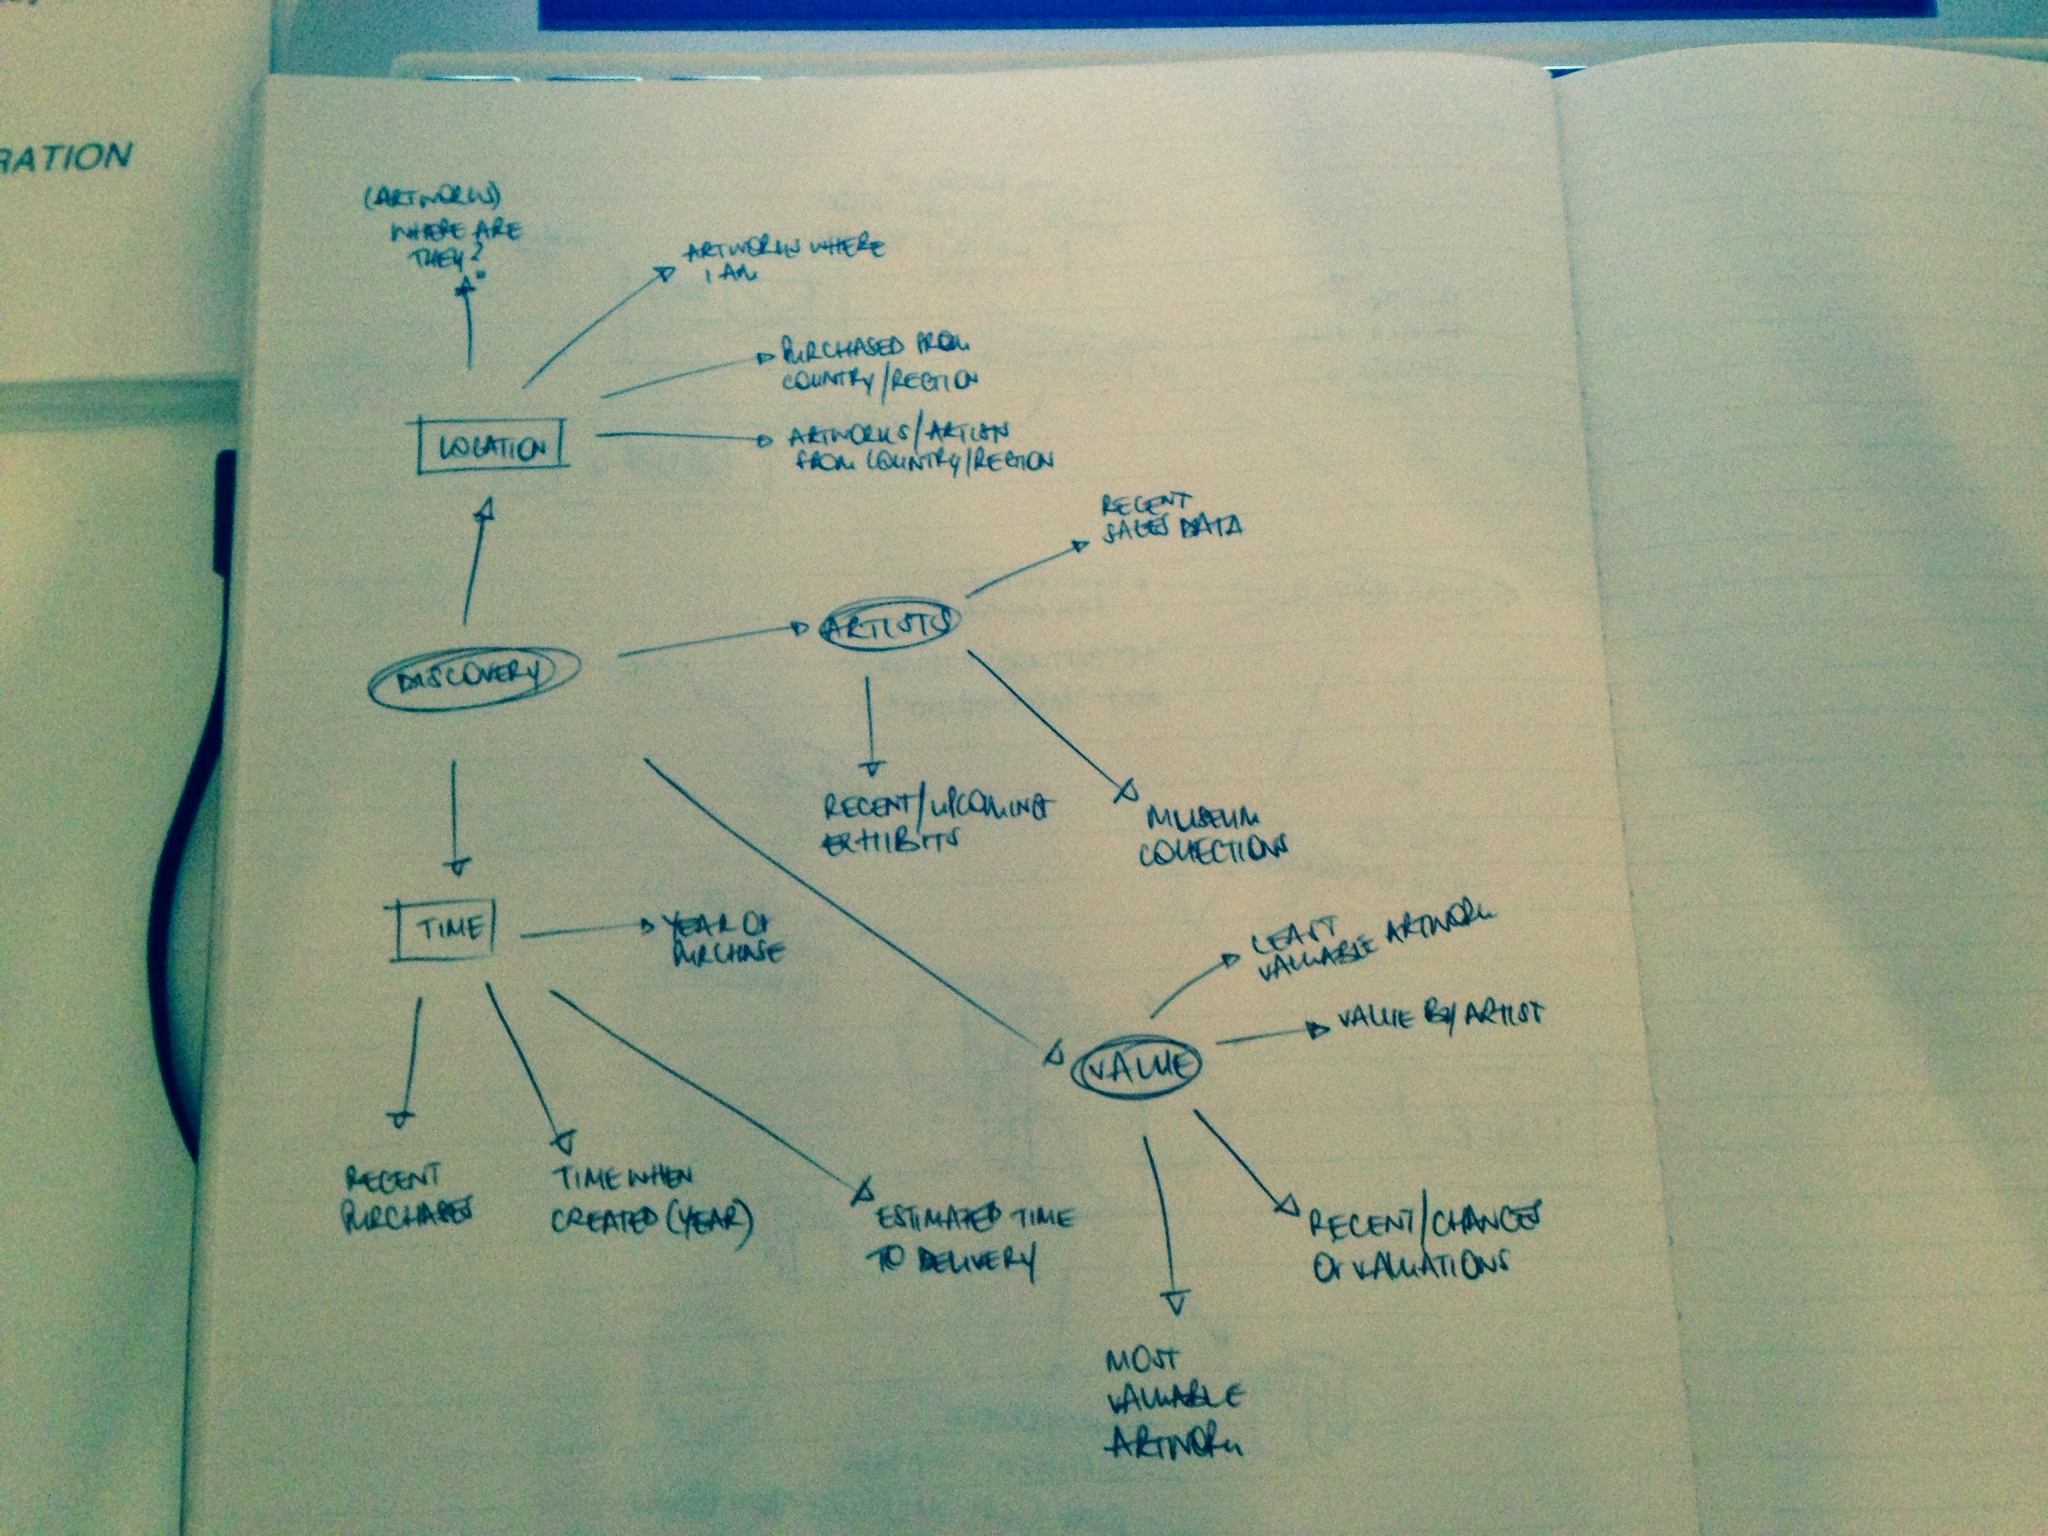 RATION
(ARTWORKS)
WHERE ARE
THEY?
ARTWORKS WHERE
I AM
PURCHASED FROM
COUNTRY/REGION
LOCATION
ARTWORKS/ARTISTS
FROM COUNTRY/REGION
RECENT
SALES DATA
ARTISTS
DISCOVERY
RECENT/UPCOMING
EXHIBITS
MUSEUM
COLLECTIONS
TIME
YEAR OF
PURCHASE
LEAST
VALUABLE ARTWORK
VALUE BY ARTIST
VALUE
RECENT
PURCHASES
TIME WHEN
CREATED (YEAR)
ESTIMATED TIME
TO DELIVERY
RECENT/CHANGES
OF VALUATIONS
MOST
VALUABLE
ARTWORK